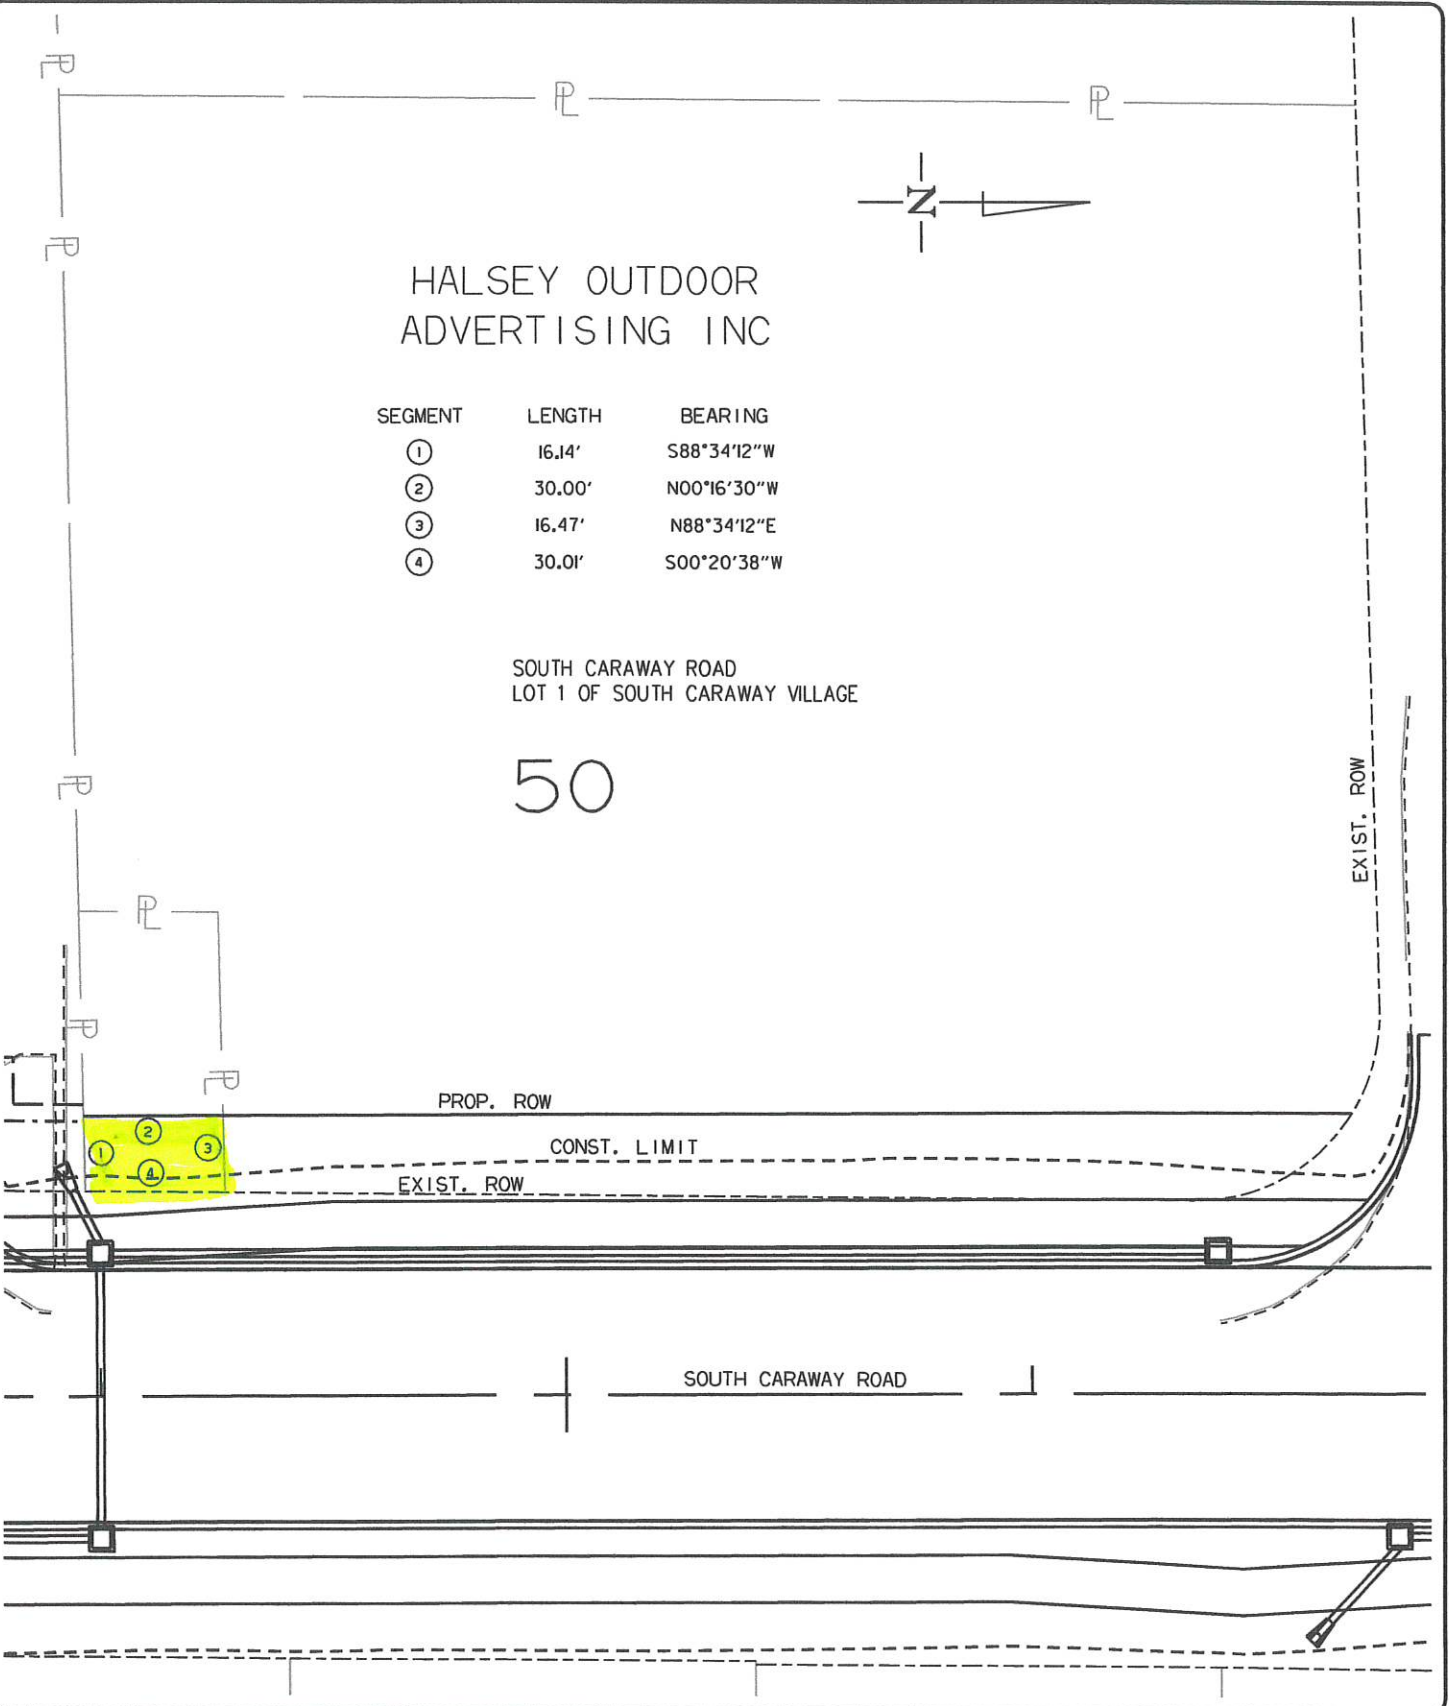 PL
PL
PL
N
PL
HALSEY OUTDOOR
ADVERTISING INC
SEGMENT LENGTH BEARING
1 16.14' S88°34'12"W
2 30.00' N00°16'30"W
3 16.47' N88°34'12"E
4 30.01' S00°20'38"W
SOUTH CARAWAY ROAD
LOT 1 OF SOUTH CARAWAY VILLAGE
50
PL
EXIST. ROW
PL
PL
PL
PROP. ROW
2
1
3
CONST. LIMIT
4
EXIST. ROW
SOUTH CARAWAY ROAD